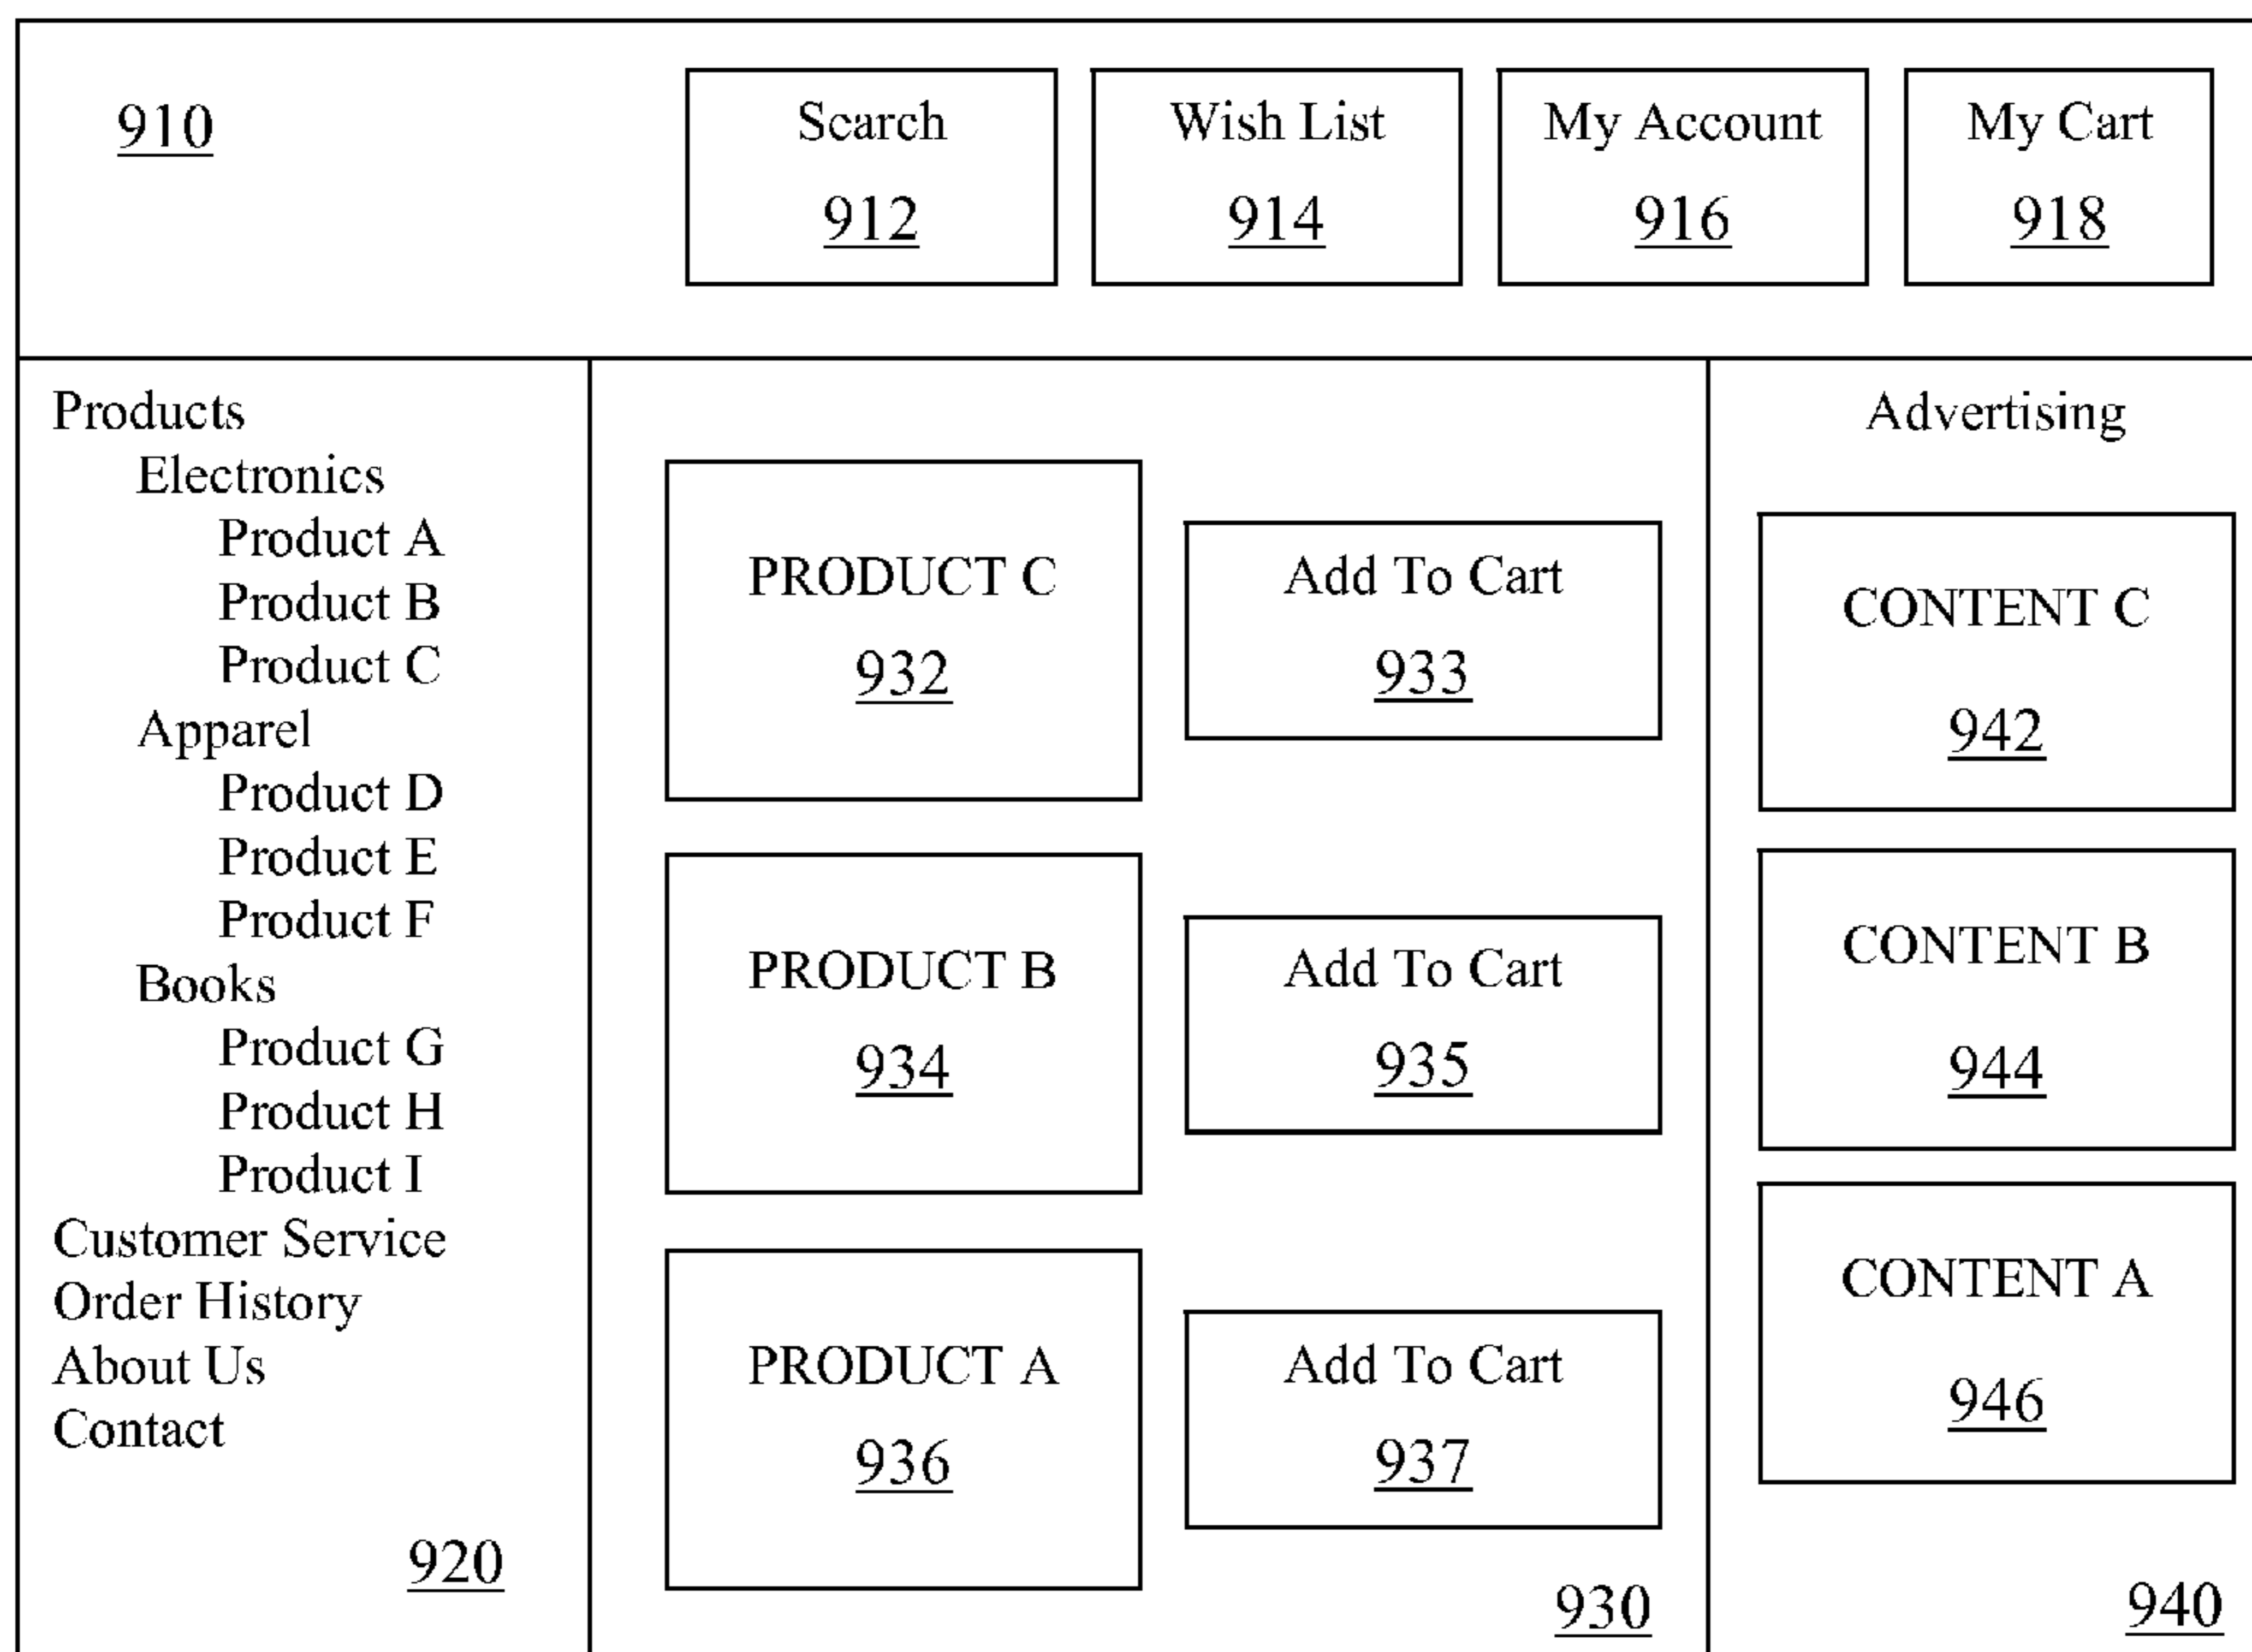 910
Search
912
Wish List
914
My Account
916
My Cart
918
Products
Electronics
Product A
Product B
Product C
Apparel
Product D
Product E
Product F
Books
Product G
Product H
Product I
Customer Service
Order History
About Us
Contact
920
PRODUCT C
932
Add To Cart
933
PRODUCT B
934
Add To Cart
935
PRODUCT A
936
Add To Cart
937
930
Advertising
CONTENT C
942
CONTENT B
944
CONTENT A
946
940